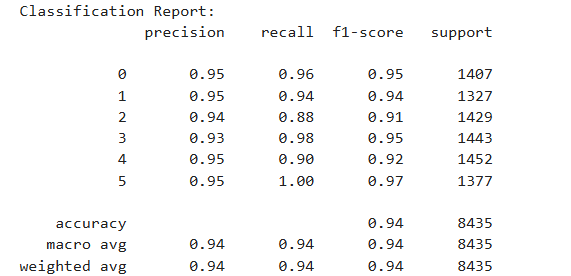 Classification Report:
precision recall f1-score support
0 0.95 0.96 0.95 1407
1 0.95 0.94 0.94 1327
2 0.94 0.88 0.91 1429
3 0.93 0.98 0.95 1443
4 0.95 0.90 0.92 1452
5 0.95 1.00 0.97 1377
accuracy 0.94 8435
macro avg 0.94 0.94 0.94 8435
weighted avg 0.94 0.94 0.94 8435